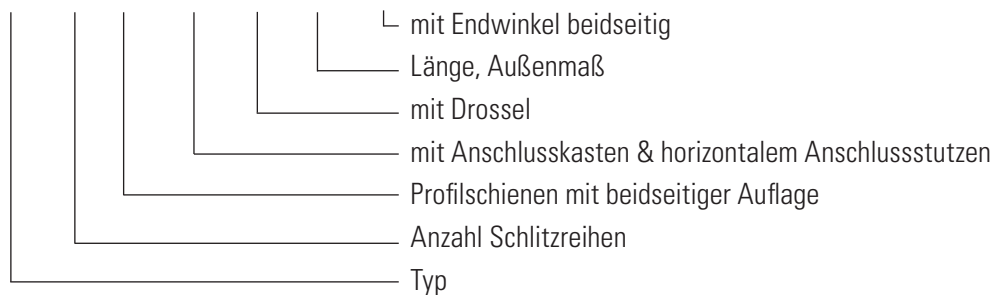 mit Endwinkel beidseitig
Länge, Außenmaß
mit Drossel
mit Anschlusskasten & horizontalem Anschlussstutzen
Profilschienen mit beidseitiger Auflage
Anzahl Schlitzreihen
Typ